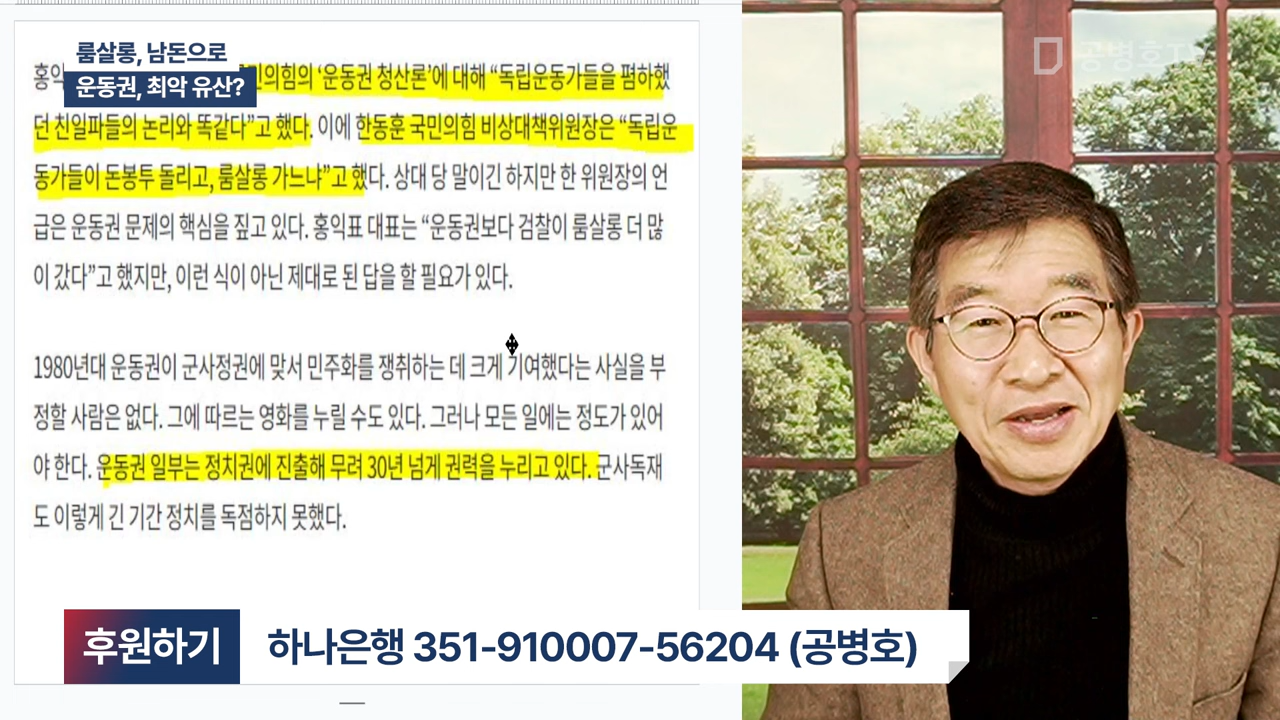 룸살롱, 남돈으로
운동권, 최악 유산?
공병호TV
홍익 민의힘의 ‘운동권 청산론’에 대해 “독립운동가들을 폄하했
던 친일파들의 논리와 똑같다”고 했다. 이에 한동훈 국민의힘 비상대책위원장은 “독립운
동가들이 돈봉투 돌리고, 룸살롱 가느냐”고 했다. 상대 당 말이긴 하지만 한 위원장의 언
급은 운동권 문제의 핵심을 짚고 있다. 홍익표 대표는 “운동권보다 검찰이 룸살롱 더 많
이 갔다”고 했지만, 이런 식이 아닌 제대로 된 답을 할 필요가 있다.
1980년대 운동권이 군사정권에 맞서 민주화를 쟁취하는 데 크게 기여했다는 사실을 부
정할 사람은 없다. 그에 따르는 영화를 누릴 수도 있다. 그러나 모든 일에는 정도가 있어
야 한다. 운동권 일부는 정치권에 진출해 무려 30년 넘게 권력을 누리고 있다. 군사독재
도 이렇게 긴 기간 정치를 독점하지 못했다.
후원하기
하나은행 351-910007-56204 (공병호)